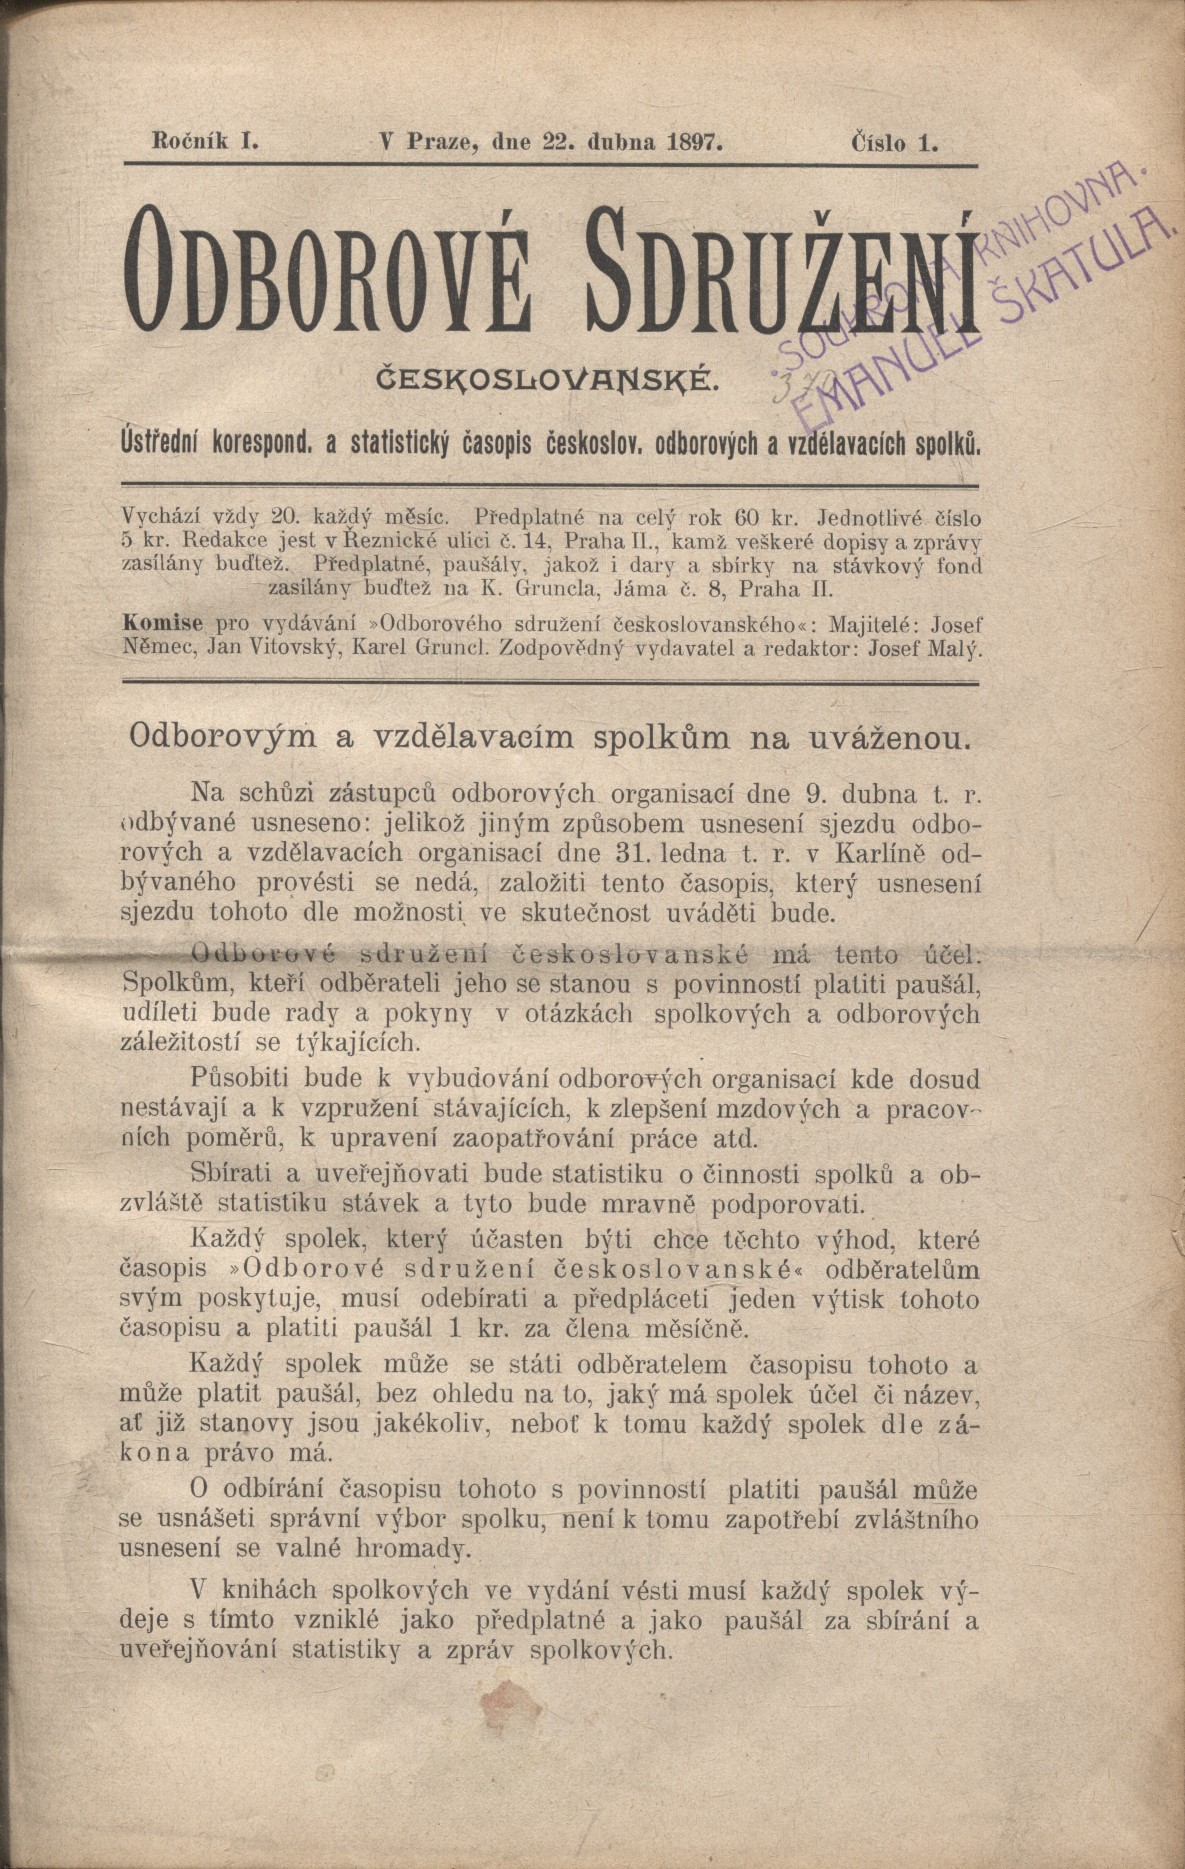 Ročník I. V Praze, dne 22. dubna 1897. Číslo 1.
ODBOROVÉ SDRUŽENÍ
ČESKOSLOVANSKÉ.
SOUKROMÁ KNIHOVNA.
EMANUEL ŠKATULA.
Ústřední korespond. a statistický časopis českoslov. odborových a vzdělavacích spolků.
Vychází vždy 20. každý měsíc. Předplatné na celý rok 60 kr. Jednotlivé číslo
5 kr. Redakce jest v Řeznické ulici č. 14, Praha II., kamž veškeré dopisy a zprávy
zasílány buďtež. Předplatné, paušály, jakož i dary a sbírky na stávkový fond
zasílány buďtež na K. Gruncla, Jáma č. 8, Praha II.
Komise pro vydávání »Odborového sdružení českoslovanského«: Majitelé: Josef
Němec, Jan Vitovský, Karel Gruncl. Zodpovědný vydavatel a redaktor: Josef Malý.
Odborovým a vzdělavacím spolkům na uváženou.
Na schůzi zástupců odborových organisací dne 9. dubna t. r.
odbývané usneseno: jelikož jiným způsobem usnesení sjezdu odbo-
rových a vzdělavacích organisací dne 31. ledna t. r. v Karlíně od-
bývaného provésti se nedá, založiti tento časopis, který usnesení
sjezdu tohoto dle možnosti ve skutečnost uváděti bude.
Odborové sdružení českoslovanské má tento účel:
Spolkům, kteří odběrateli jeho se stanou s povinností platiti paušál,
udíleti bude rady a pokyny v otázkách spolkových a odborových
záležitostí se týkajících.
Působiti bude k vybudování odborových organisací kde dosud
nestávají a k vzpružení stávajících, k zlepšení mzdových a pracov-
ních poměrů, k upravení zaopatřování práce atd.
Sbírati a uveřejňovati bude statistiku o činnosti spolků a ob-
zvláště statistiku stávek a tyto bude mravně podporovati.
Každý spolek, který účasten býti chce těchto výhod, které
časopis »Odborové sdružení českoslovanské« odběratelům
svým poskytuje, musí odebírati a předpláceti jeden výtisk tohoto
časopisu a platiti paušál 1 kr. za člena měsíčně.
Každý spolek může se státi odběratelem časopisu tohoto a
může platit paušál, bez ohledu na to, jaký má spolek účel či název,
ať již stanovy jsou jakékoliv, neboť k tomu každý spolek dle zá-
kona právo má.
O odbírání časopisu tohoto s povinností platiti paušál může
se usnášeti správní výbor spolku, není k tomu zapotřebí zvláštního
usnesení se valné hromady.
V knihách spolkových ve vydání vésti musí každý spolek vý-
deje s tímto vzniklé jako předplatné a jako paušál za sbírání a
uveřejňování statistiky a zpráv spolkových.